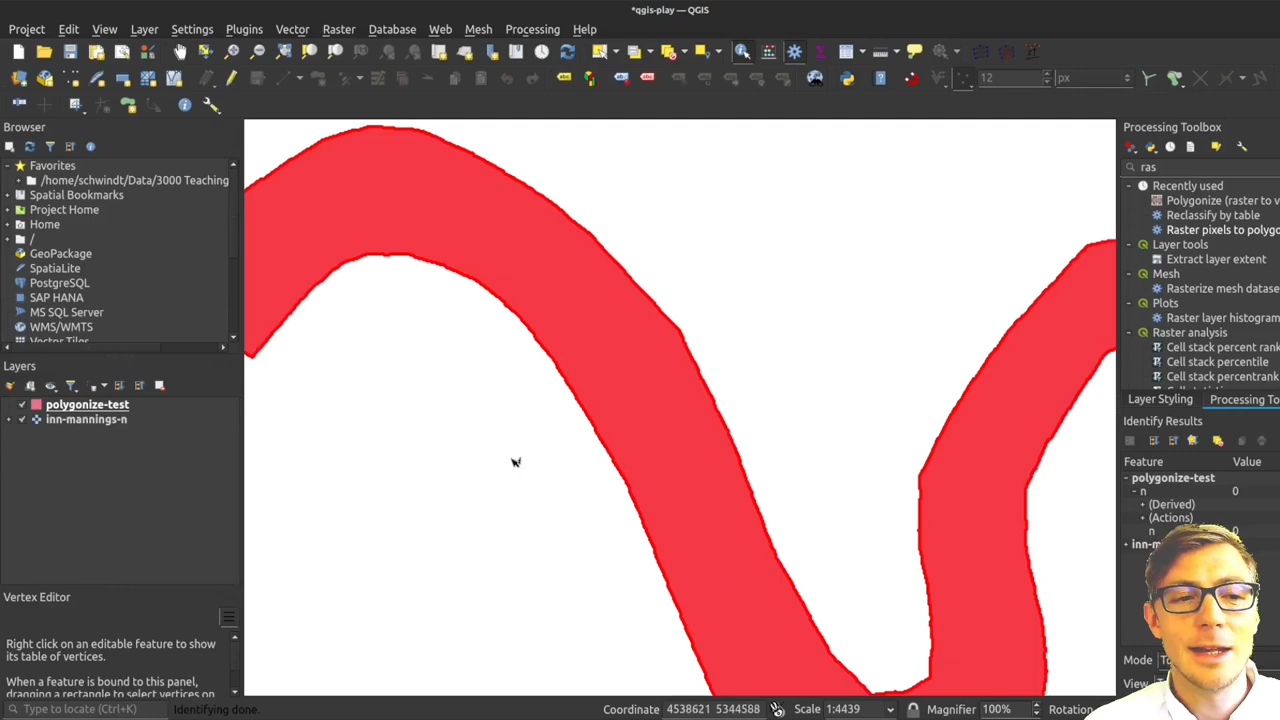 *qgis-play — QGIS
Project Edit View Layer Settings Plugins Vector Raster Database Web Mesh Processing Help
12 px
Browser
Favorites
/home/schwindt/Data/3000 Teaching
Spatial Bookmarks
Project Home
Home
/
GeoPackage
SpatiaLite
PostgreSQL
SAP HANA
MS SQL Server
WMS/WMTS
Vector Tiles
Layers
polygonize-test
inn-mannings-n
Vertex Editor
Right click on an editable feature to show
its table of vertices.
When a feature is bound to this panel,
dragging a rectangle to select vertices on
Processing Toolbox
ras
Recently used
Polygonize (raster to v
Reclassify by table
Raster pixels to polygo
Layer tools
Extract layer extent
Mesh
Rasterize mesh datase
Plots
Raster layer histogram
Raster analysis
Cell stack percent rank
Cell stack percentile
Cell stack percentrank
Layer Styling Processing To
Identify Results
Feature Value
polygonize-test
n 0
(Derived)
(Actions)
n 0
inn-m
Mode
View
Type to locate (Ctrl+K) Identifying done. Coordinate 4538621 5344588 Scale 1:4439 Magnifier 100% Rotation